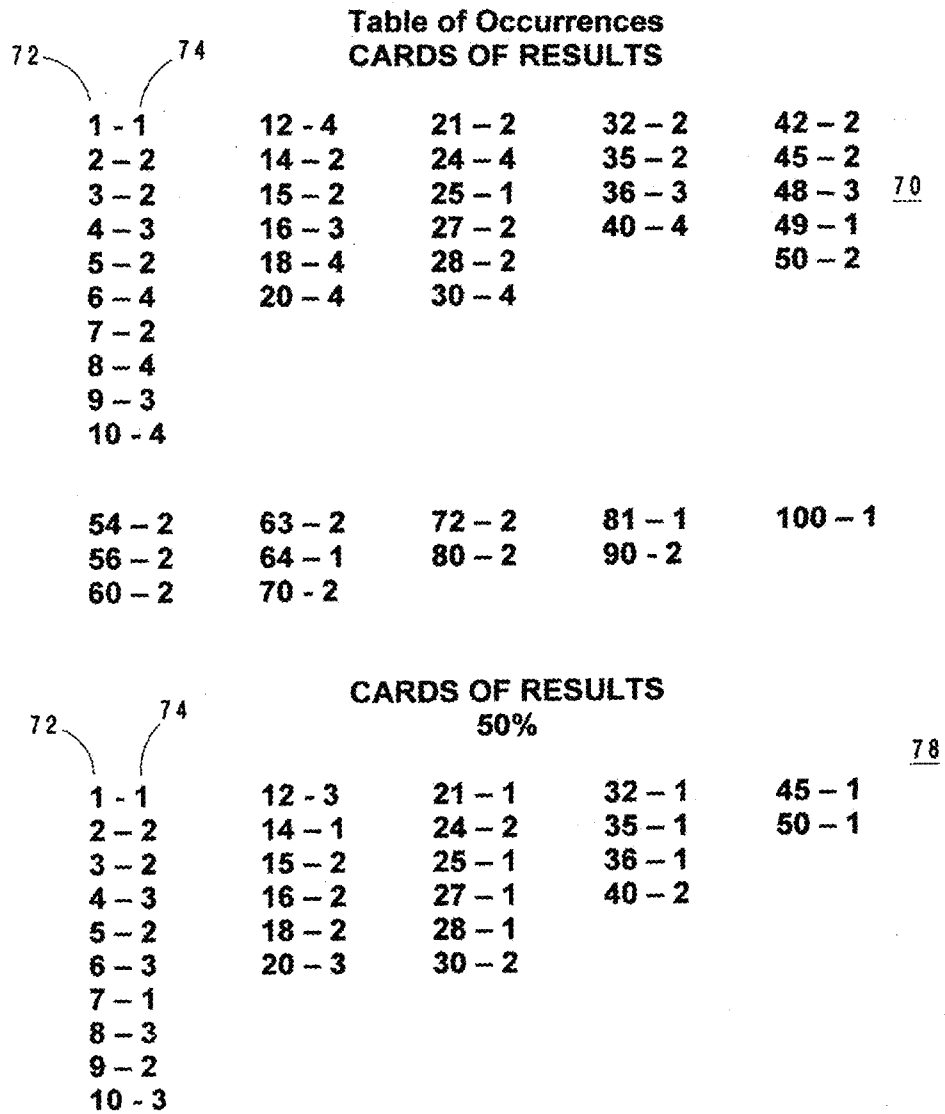 Table of Occurrences
CARDS OF RESULTS
72 74
1 - 1 12 - 4 21 – 2 32 – 2 42 – 2
2 – 2 14 – 2 24 – 4 35 – 2 45 – 2
3 – 2 15 – 2 25 – 1 36 – 3 48 – 3 70
4 – 3 16 – 3 27 – 2 40 – 4 49 – 1
5 – 2 18 – 4 28 – 2 50 – 2
6 – 4 20 – 4 30 – 4
7 – 2
8 – 4
9 – 3
10 - 4
54 – 2 63 – 2 72 – 2 81 – 1 100 – 1
56 – 2 64 – 1 80 – 2 90 - 2
60 – 2 70 - 2
CARDS OF RESULTS
50%
72 74
78
1 - 1 12 - 3 21 – 1 32 – 1 45 – 1
2 – 2 14 – 1 24 – 2 35 – 1 50 – 1
3 – 2 15 – 2 25 – 1 36 – 1
4 – 3 16 – 2 27 – 1 40 – 2
5 – 2 18 – 2 28 – 1
6 – 3 20 – 3 30 – 2
7 – 1
8 – 3
9 – 2
10 - 3